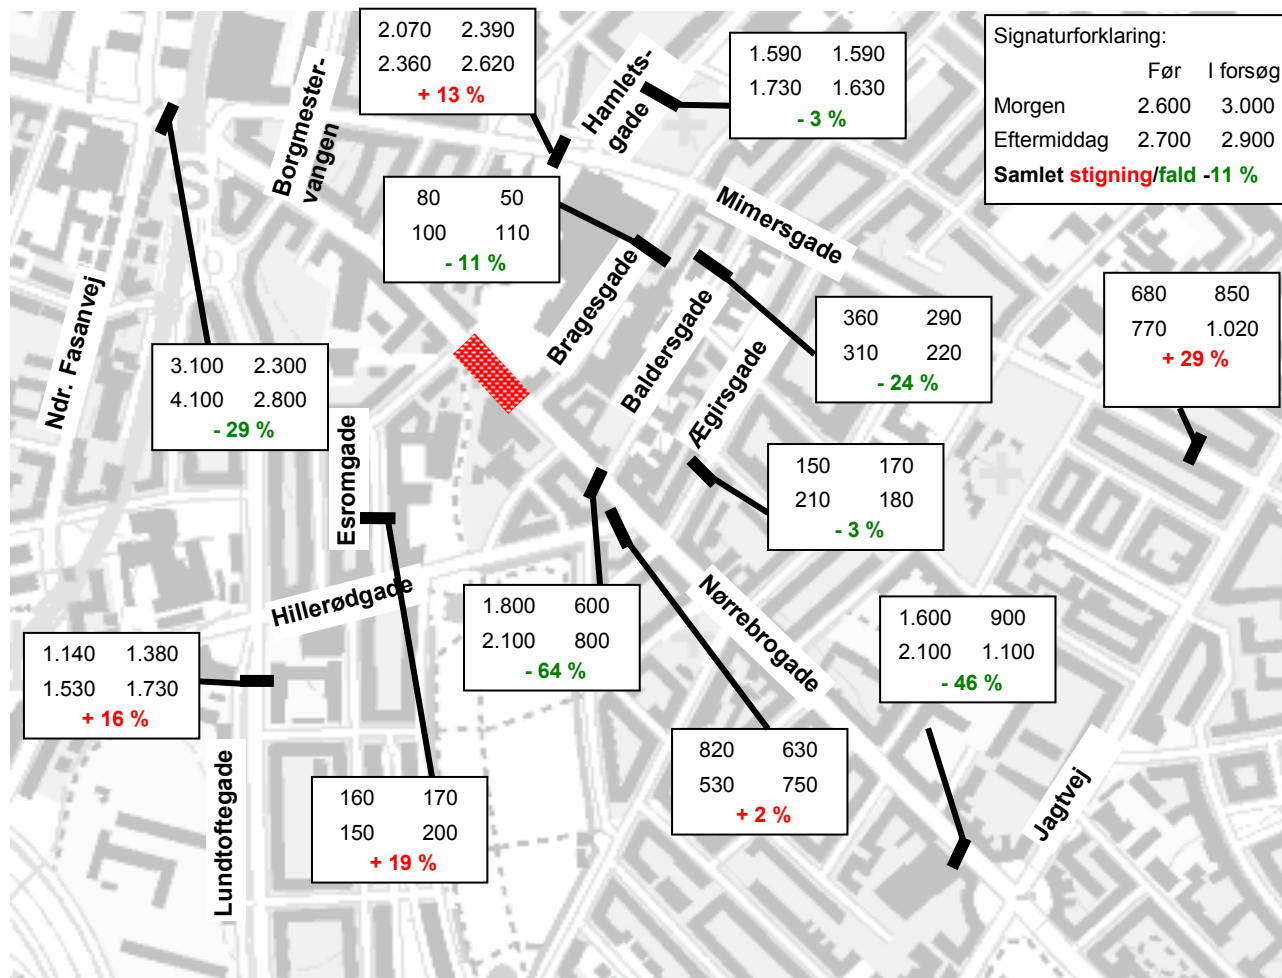 2.070 2.390
2.360 2.620
+ 13 %
Hamlets-
gade
1.590 1.590
1.730 1.630
- 3 %
Signaturforklaring:
Før I forsøg
Morgen 2.600 3.000
Eftermiddag 2.700 2.900
Samlet stigning/fald -11 %
Borgmester-
vangen
80 50
100 110
- 11 %
Mimersgade
Bragesgade
Baldersgade
Ægirsgade
360 290
310 220
- 24 %
680 850
770 1.020
+ 29 %
Ndr. Fasanvej
3.100 2.300
4.100 2.800
- 29 %
Esromgade
150 170
210 180
- 3 %
Hillerødgade
1.800 600
2.100 800
- 64 %
Nørrebrogade
1.600 900
2.100 1.100
- 46 %
1.140 1.380
1.530 1.730
+ 16 %
Lundtoftegade
160 170
150 200
+ 19 %
820 630
530 750
+ 2 %
Jagtvej